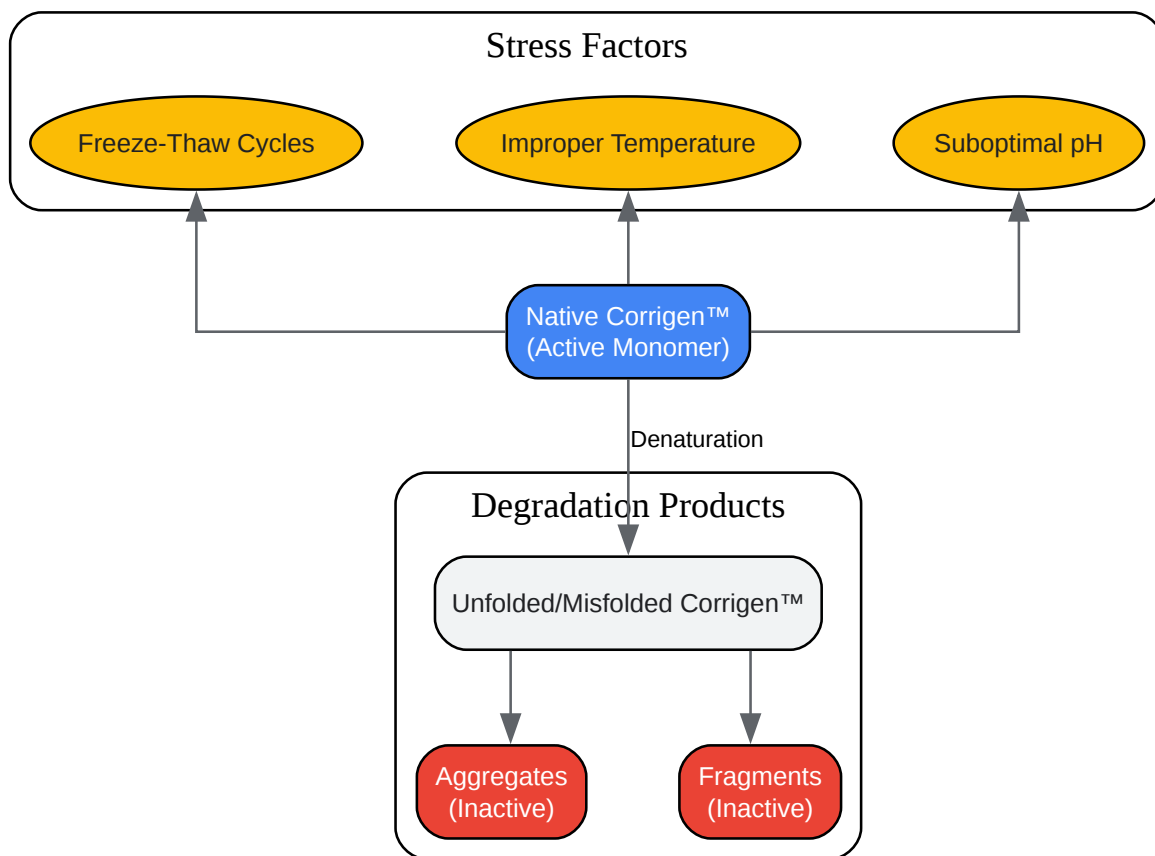 Stress Factors
Freeze-Thaw Cycles
Improper Temperature
Suboptimal pH
Native Corrigen™
(Active Monomer)
Denaturation
Degradation Products
Unfolded/Misfolded Corrigen™
Aggregates
(Inactive)
Fragments
(Inactive)